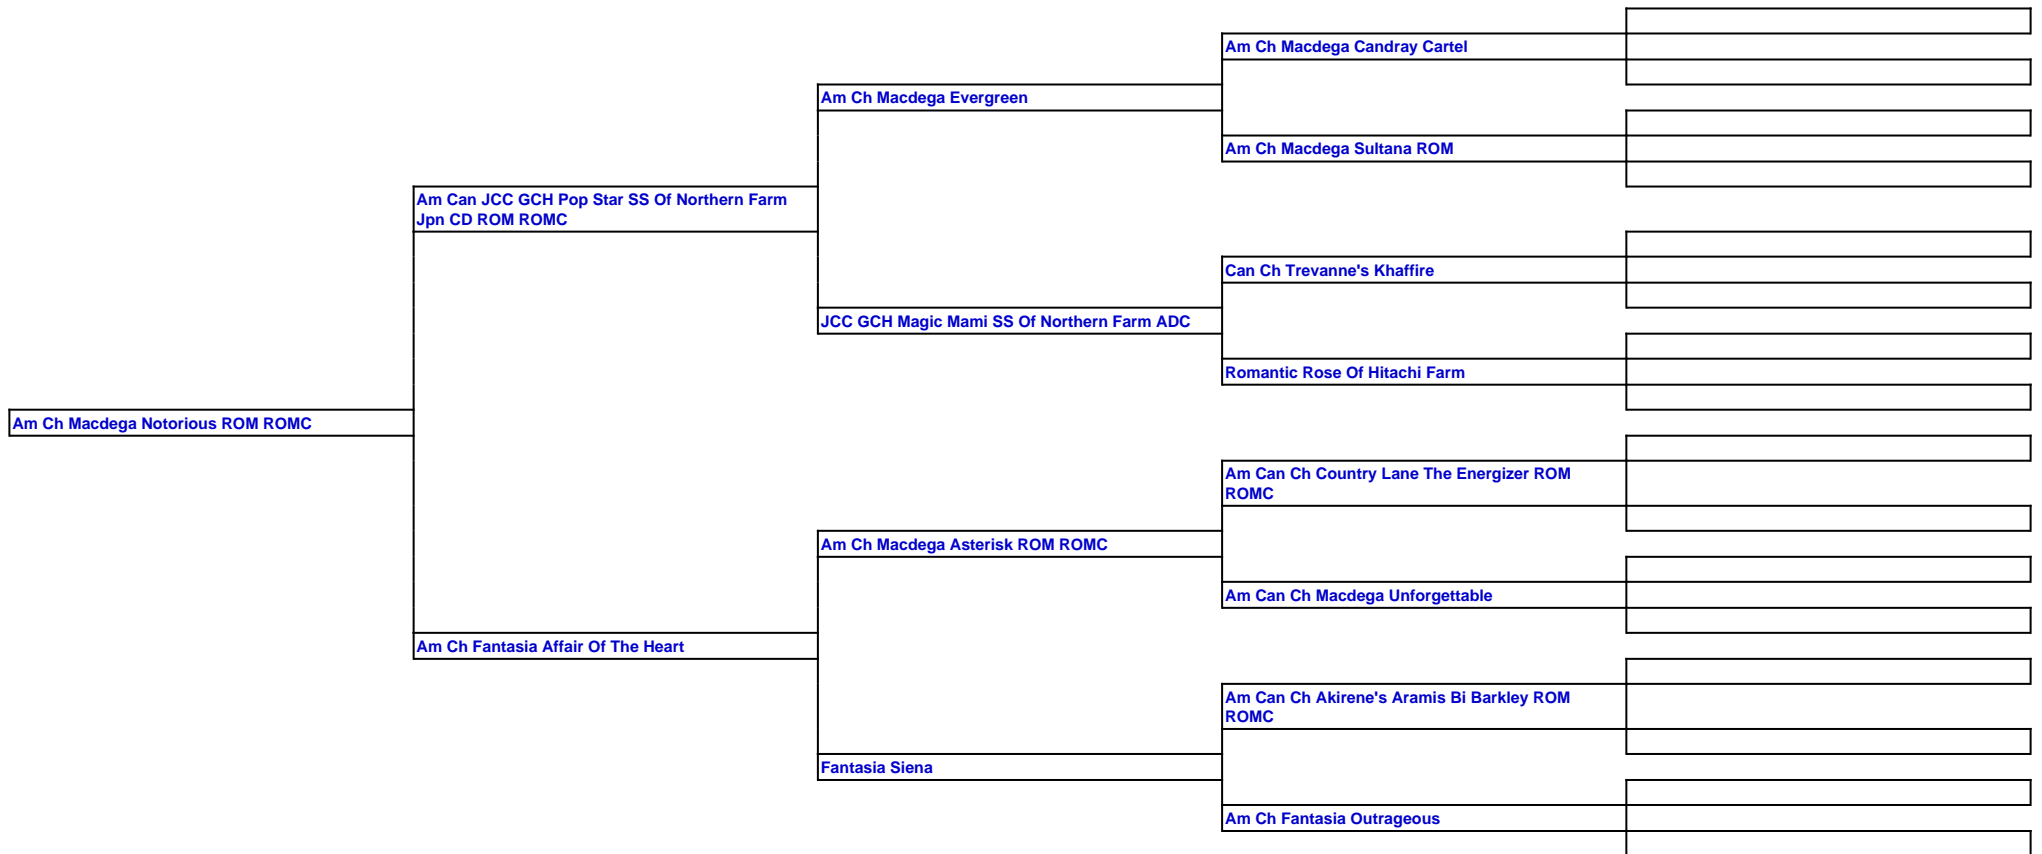 Am Ch Macdega Candray Cartel
Am Ch Macdega Evergreen
Am Ch Macdega Sultana ROM
Am Can JCC GCH Pop Star SS Of Northern Farm
Jpn CD ROM ROMC
Can Ch Trevanne's Khaffire
JCC GCH Magic Mami SS Of Northern Farm ADC
Romantic Rose Of Hitachi Farm
Am Ch Macdega Notorious ROM ROMC
Am Can Ch Country Lane The Energizer ROM
ROMC
Am Ch Macdega Asterisk ROM ROMC
Am Can Ch Macdega Unforgettable
Am Ch Fantasia Affair Of The Heart
Am Can Ch Akirene's Aramis Bi Barkley ROM
ROMC
Fantasia Siena
Am Ch Fantasia Outrageous